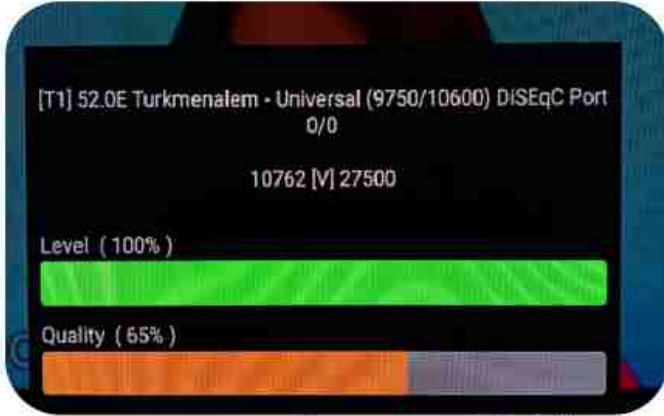 [T1] 52.0E Turkmenalem - Universal (9750/10600) DiSEqC Port
0/0
10762 [V] 27500
Level ( 100% )
Quality ( 65% )